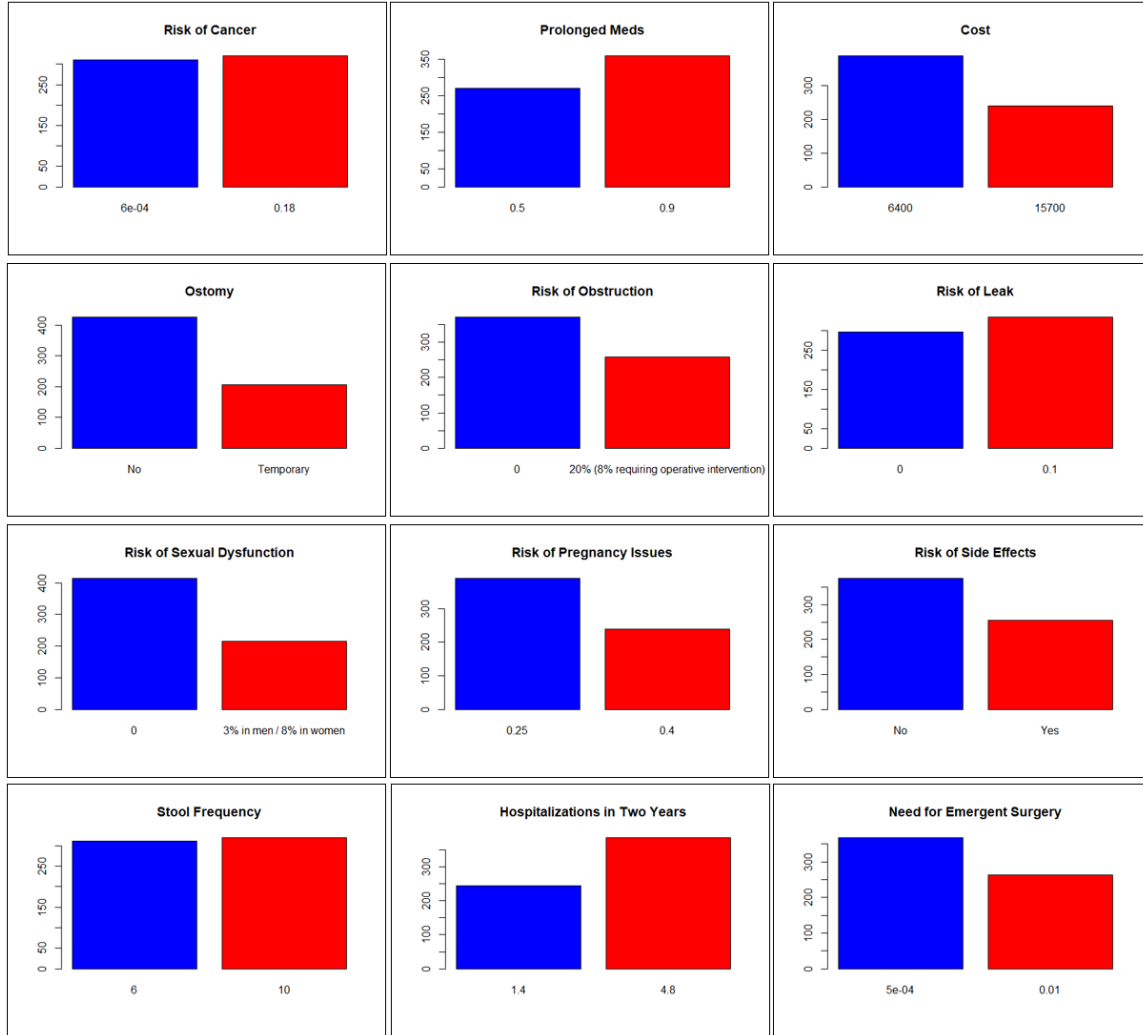 Risk of Cancer
0 50 150 250
6e-04 0.18
Prolonged Meds
0 50 150 250 350
0.5 0.9
Cost
0 100 200 300
6400 15700
Ostomy
0 100 200 300 400
No Temporary
Risk of Obstruction
0 100 200 300
0 20% (8% requiring operative intervention)
Risk of Leak
0 50 150 250
0 0.1
Risk of Sexual Dysfunction
0 100 200 300 400
0 3% in men / 8% in women
Risk of Pregnancy Issues
0 100 200 300
0.25 0.4
Risk of Side Effects
0 100 200 300
No Yes
Stool Frequency
0 50 150 250
6 10
Hospitalizations in Two Years
0 100 200 300
1.4 4.8
Need for Emergent Surgery
0 100 200 300
5e-04 0.01